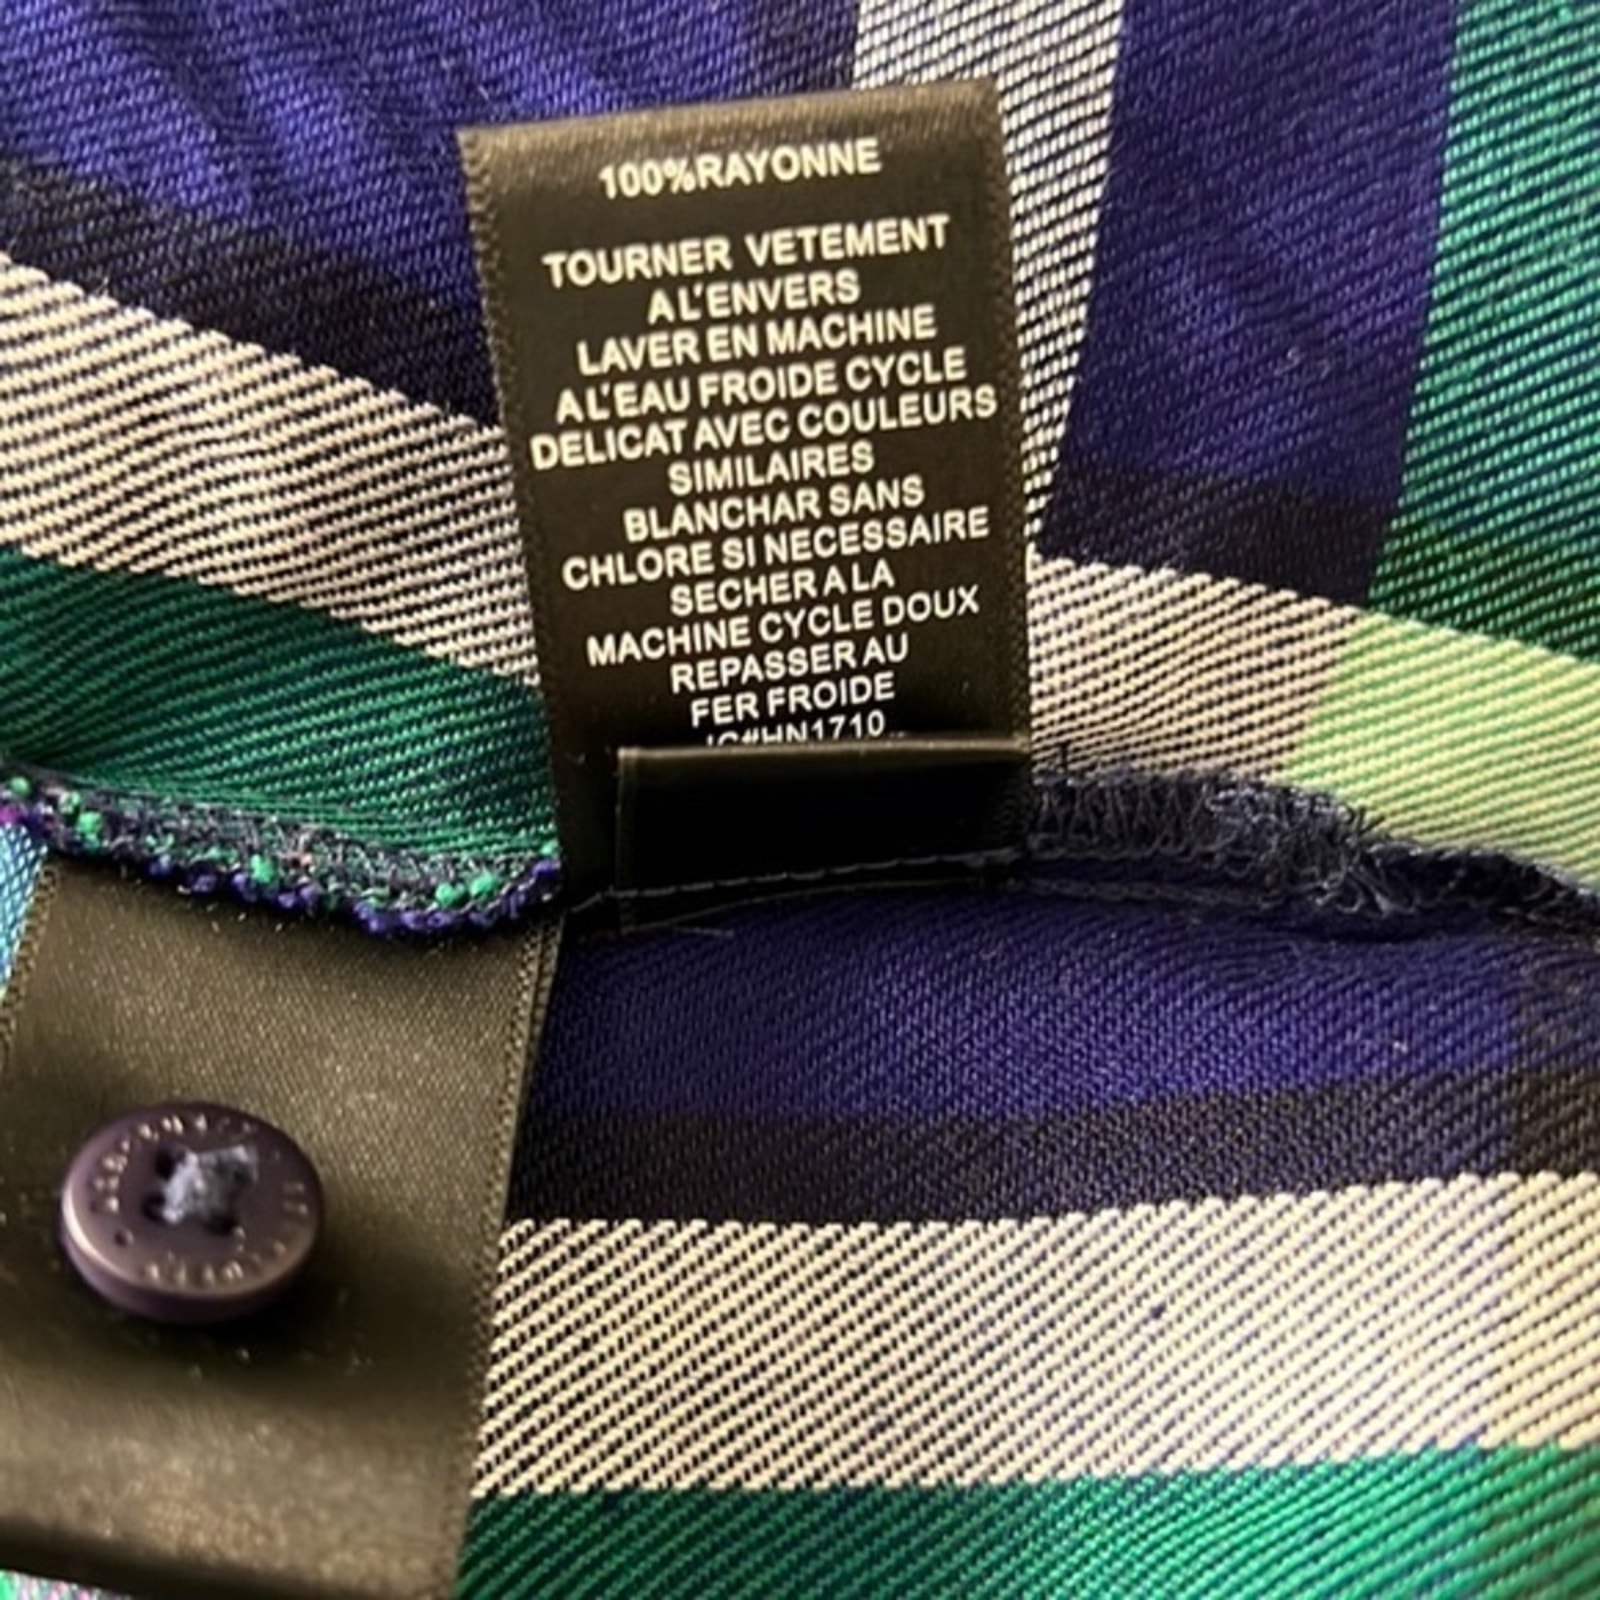 100%RAYONNE
TOURNER VETEMENT
A L'ENVERS
LAVER EN MACHINE
A L'EAU FROIDE CYCLE
DELICAT AVEC COULEURS
SIMILAIRES
BLANCHAR SANS
CHLORE SI NECESSAIRE
SECHER A LA
MACHINE CYCLE DOUX
REPASSER AU
FER FROIDE
#HN1710